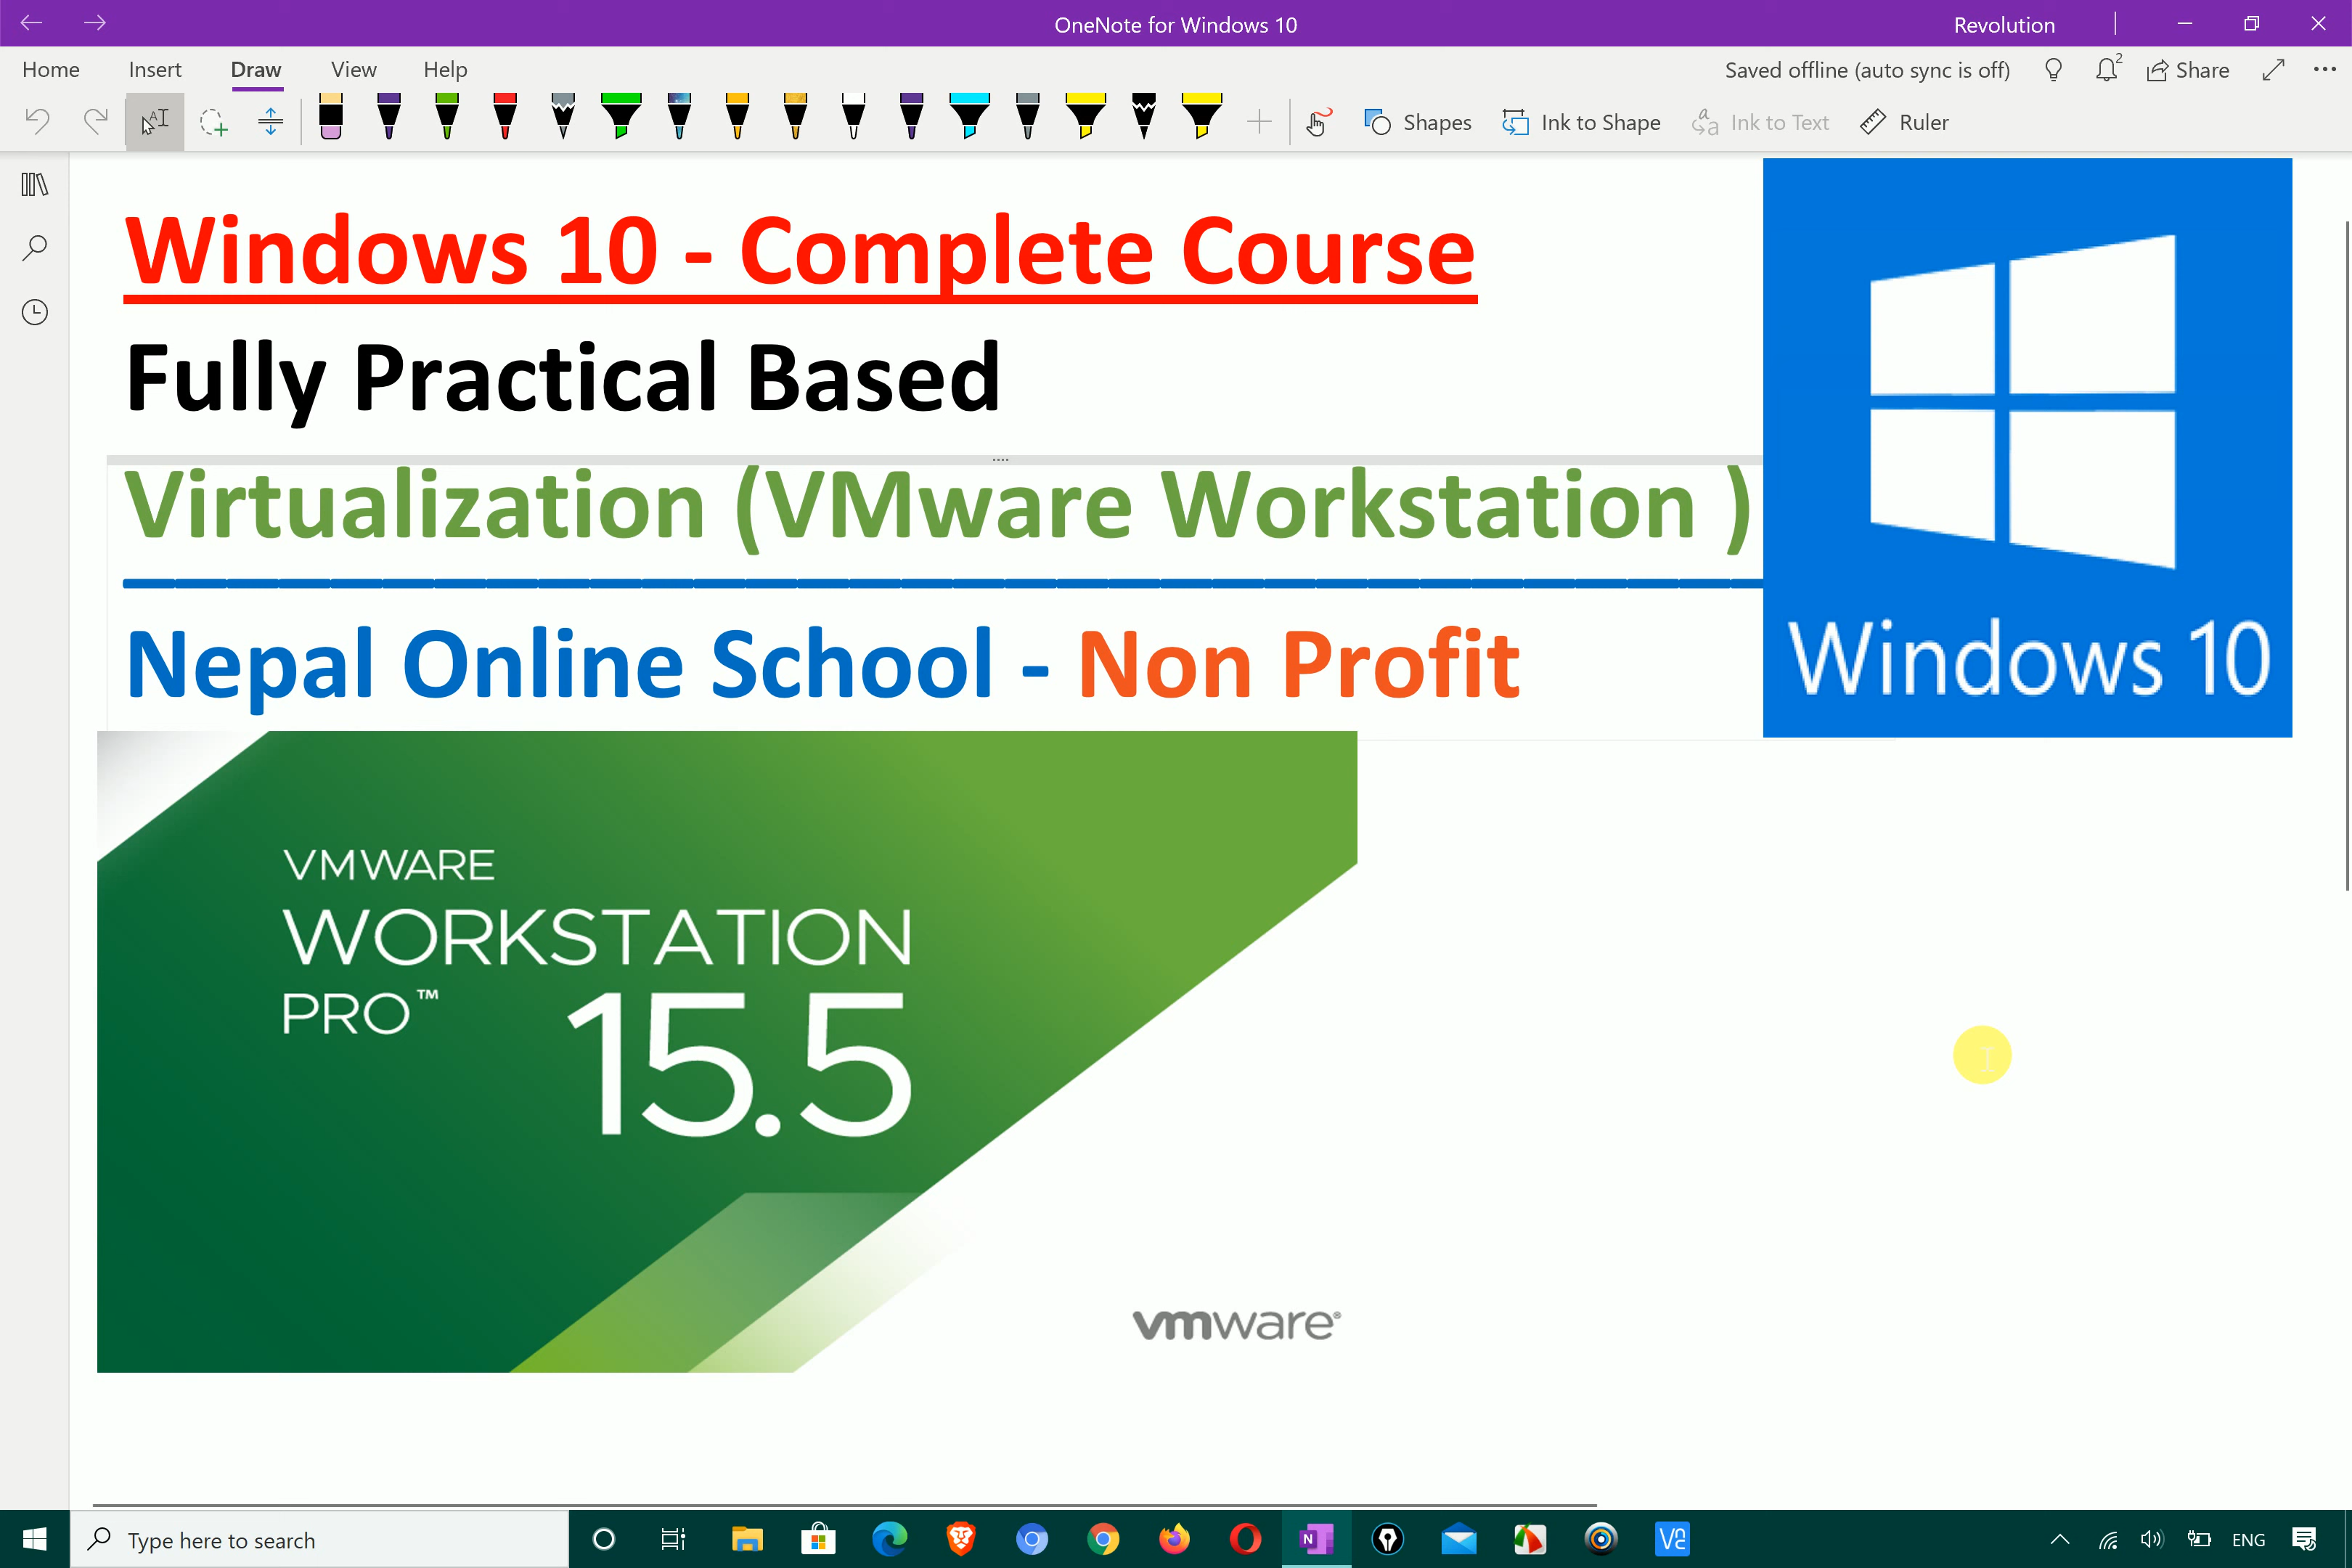 OneNote for Windows 10
Revolution
Home Insert Draw View Help
Saved offline (auto sync is off)
2
Share
Shapes
Ink to Shape
Ink to Text
Ruler
Windows 10 - Complete Course
Fully Practical Based
Virtualization (VMware Workstation )
Nepal Online School - Non Profit
Windows 10
VMWARE
WORKSTATION
PRO™
15.5
vmware®
Type here to search
ENG